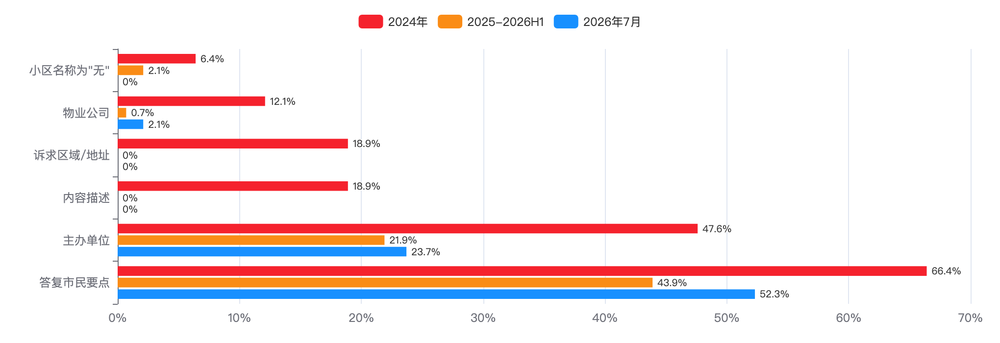 2024年 2025–2026H1 2026年7月
小区名称为"无"
6.4%
2.1%
0%
物业公司
12.1%
0.7%
2.1%
诉求区域/地址
18.9%
0%
0%
内容描述
18.9%
0%
0%
主办单位
47.6%
21.9%
23.7%
答复市民要点
66.4%
43.9%
52.3%
0% 10% 20% 30% 40% 50% 60% 70%